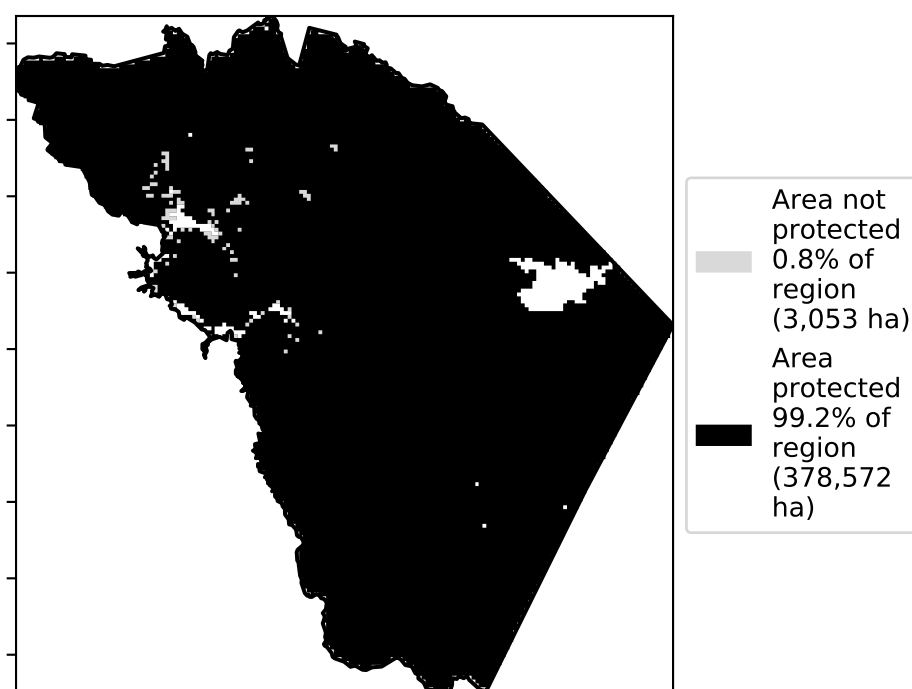 Area not
protected
0.8% of
region
(3,053 ha)
Area
protected
99.2% of
region
(378,572
ha)